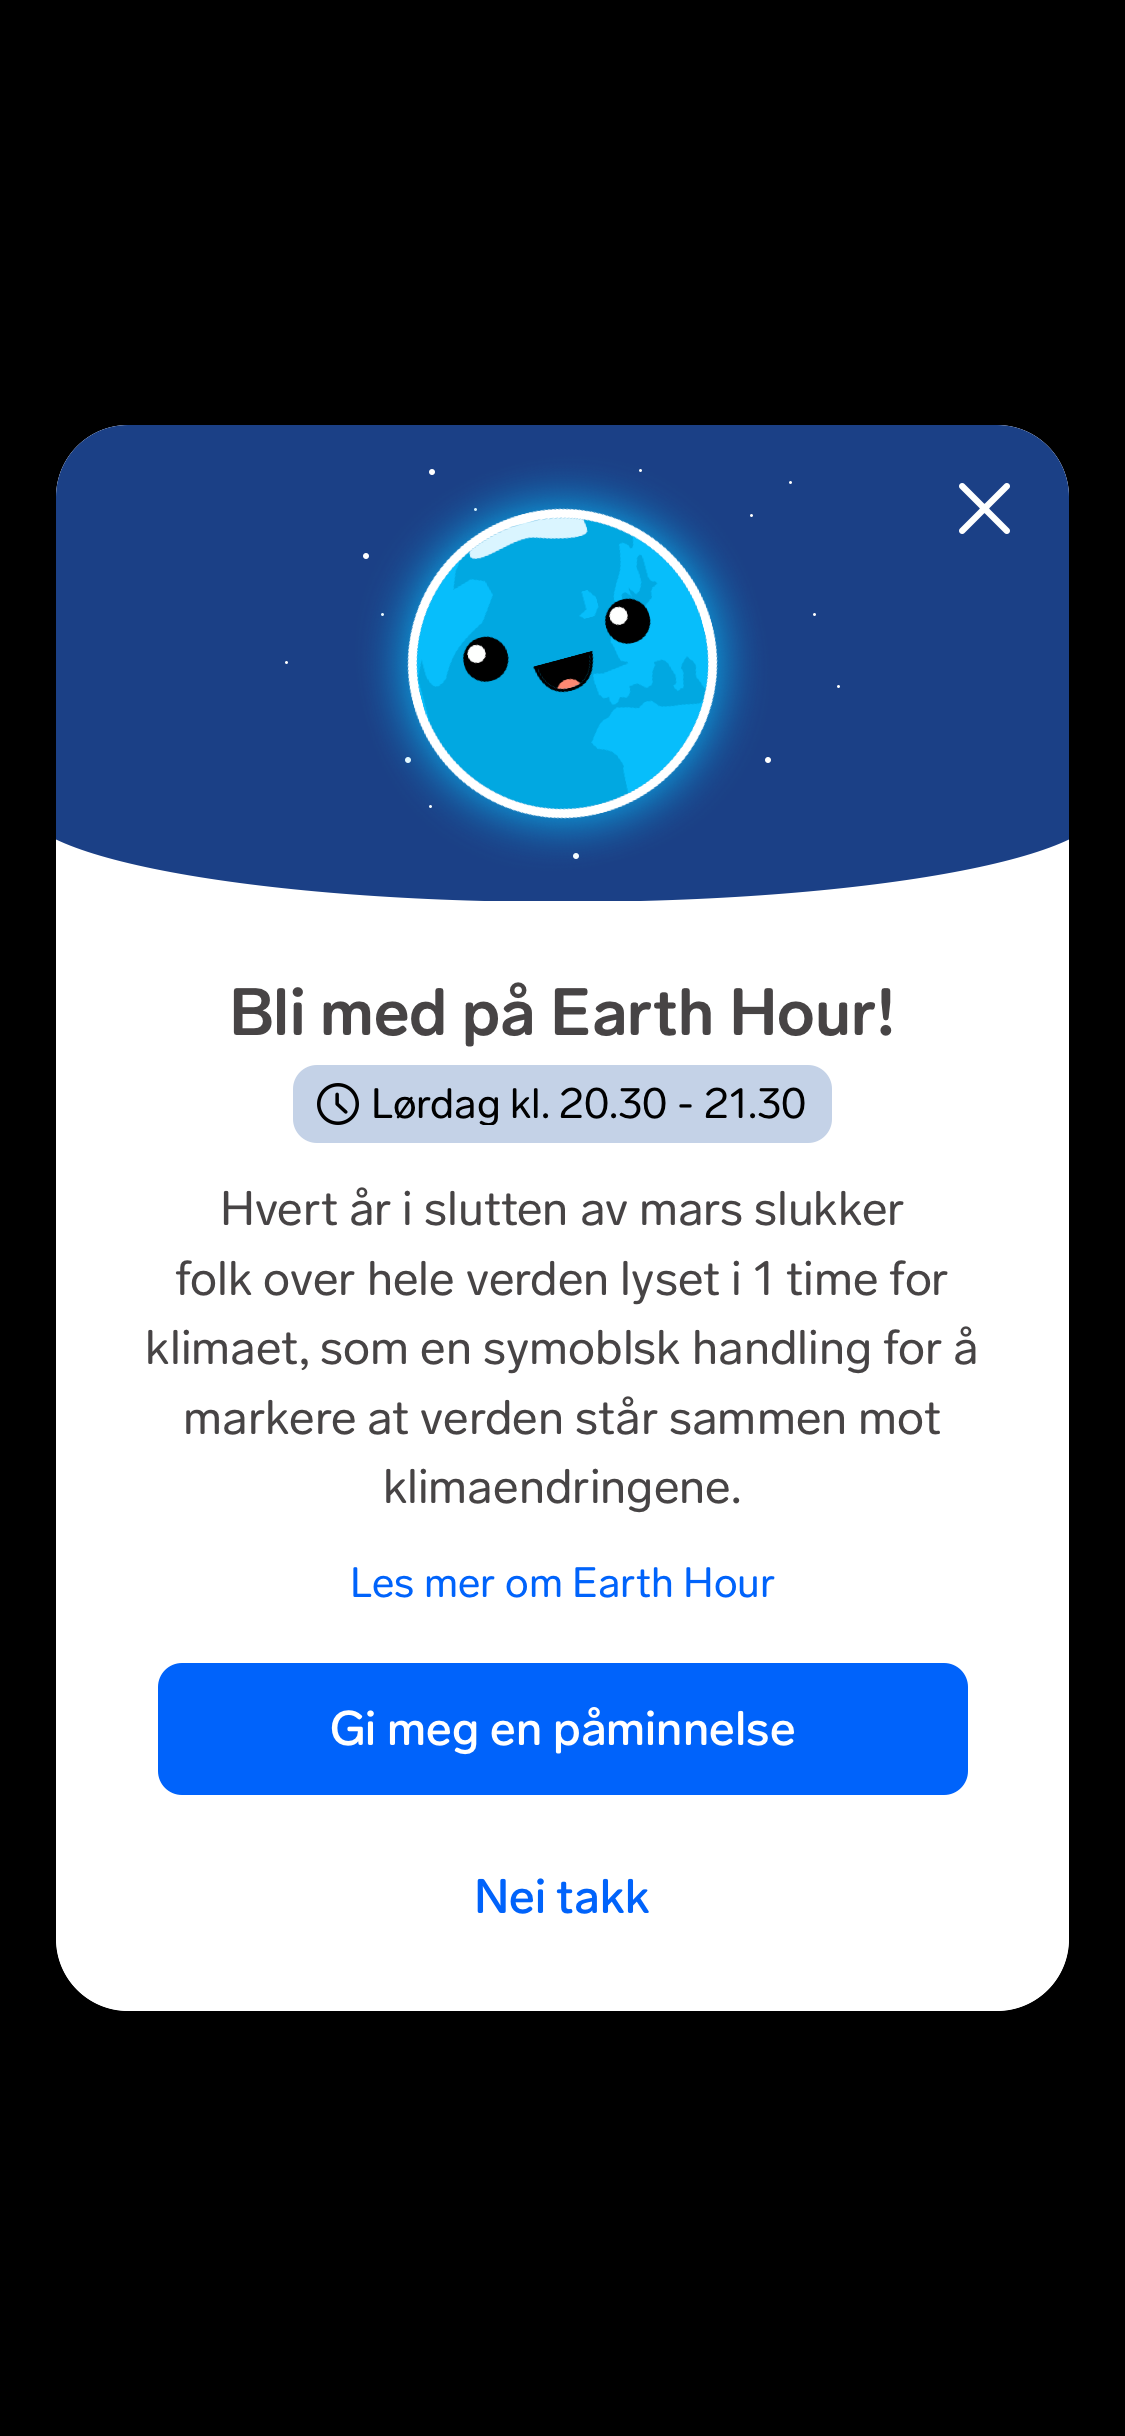 Bli med på Earth Hour!
Lørdag kl. 20.30 - 21.30
Hvert år i slutten av mars slukker
folk over hele verden lyset i 1 time for
klimaet, som en symoblsk handling for å
markere at verden står sammen mot
klimaendringene.
Les mer om Earth Hour
Gi meg en påminnelse
Nei takk